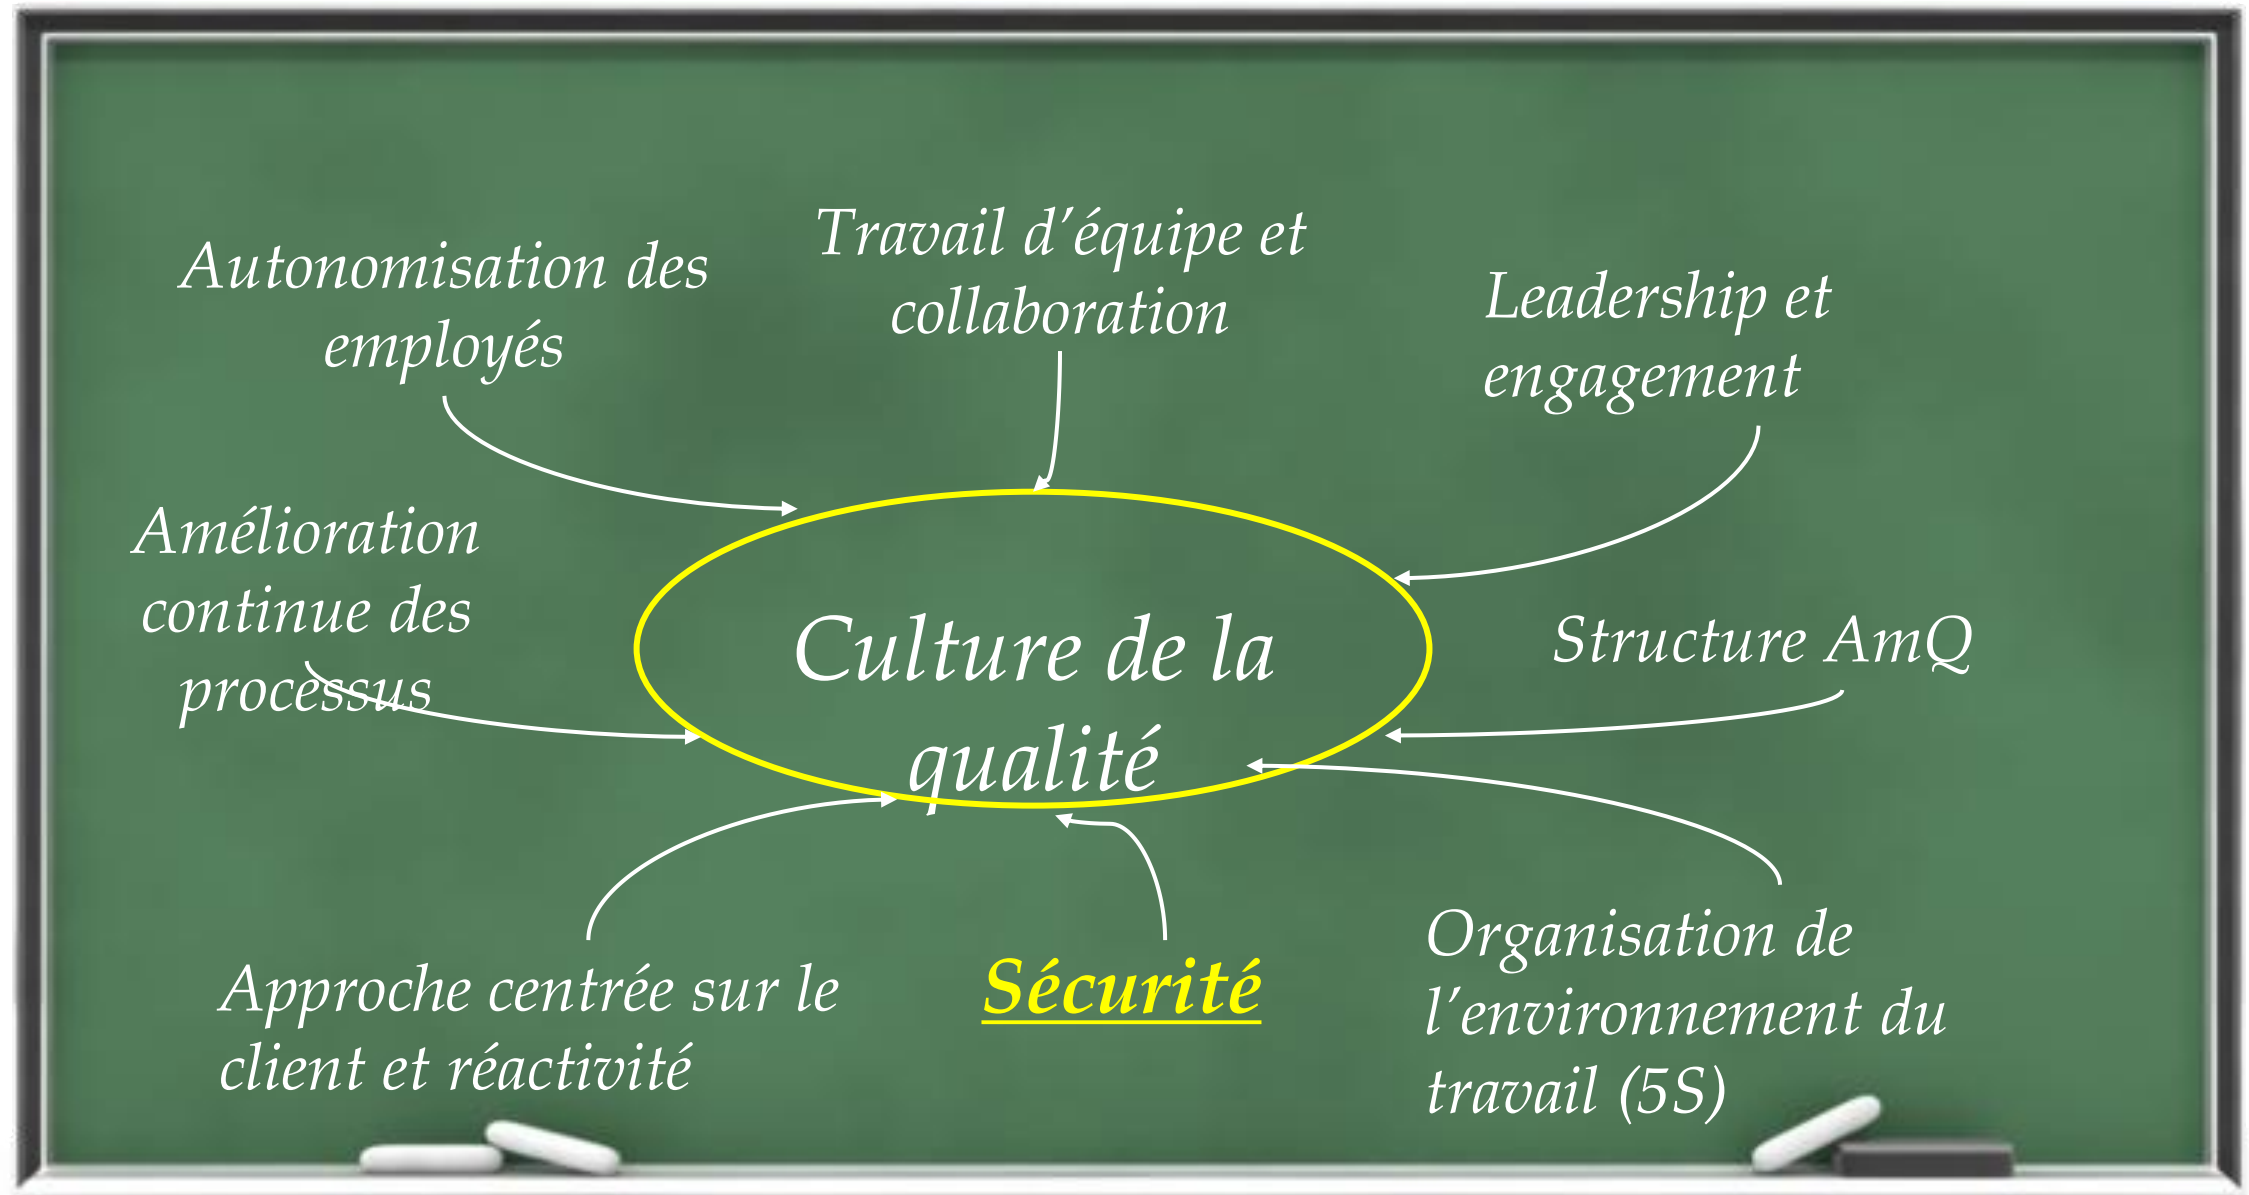 Autonomisation des
employés
Travail d’équipe et
collaboration
Leadership et
engagement
Amélioration
continue des
processus
Culture de la
qualité
Structure AmQ
Approche centrée sur le
client et réactivité
Sécurité
Organisation de
l’environnement du
travail (5S)